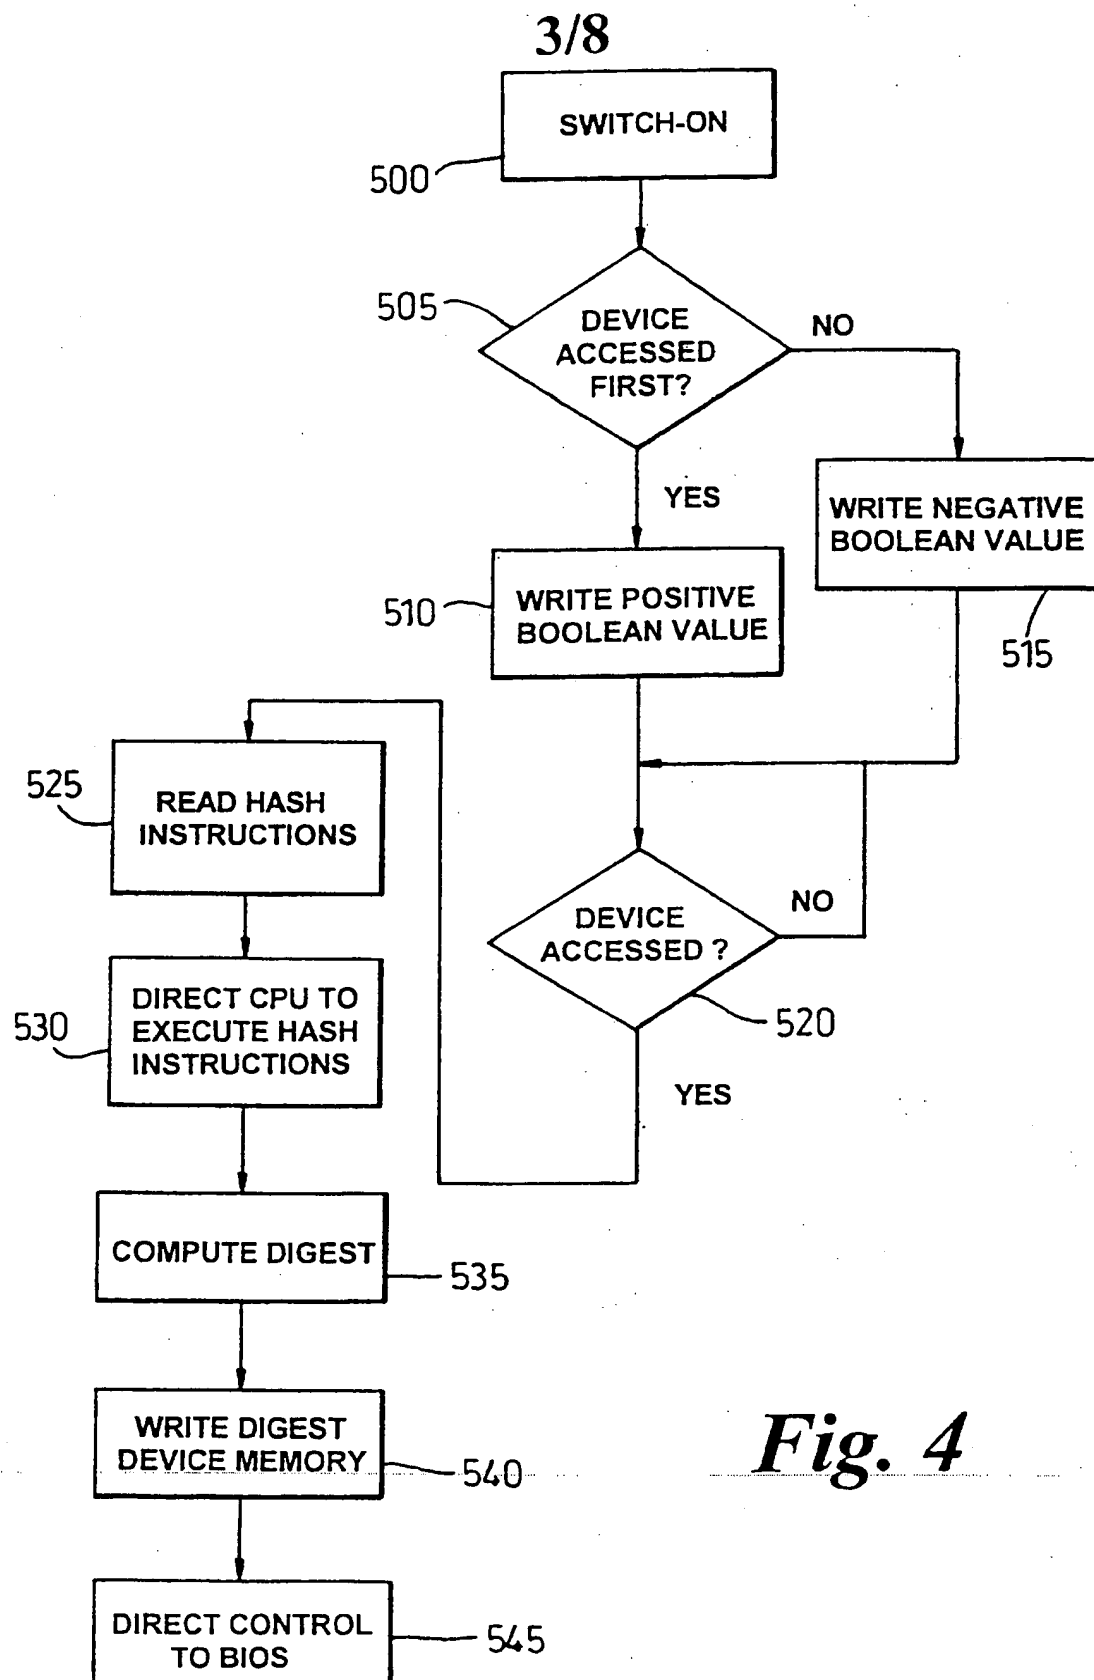 3/8
SWITCH-ON
500
505
DEVICE
ACCESSED
FIRST?
NO
YES
WRITE NEGATIVE
BOOLEAN VALUE
515
510
WRITE POSITIVE
BOOLEAN VALUE
525
READ HASH
INSTRUCTIONS
DEVICE
ACCESSED ?
NO
520
YES
530
DIRECT CPU TO
EXECUTE HASH
INSTRUCTIONS
COMPUTE DIGEST
535
WRITE DIGEST
DEVICE MEMORY
540
DIRECT CONTROL
TO BIOS
545
Fig. 4